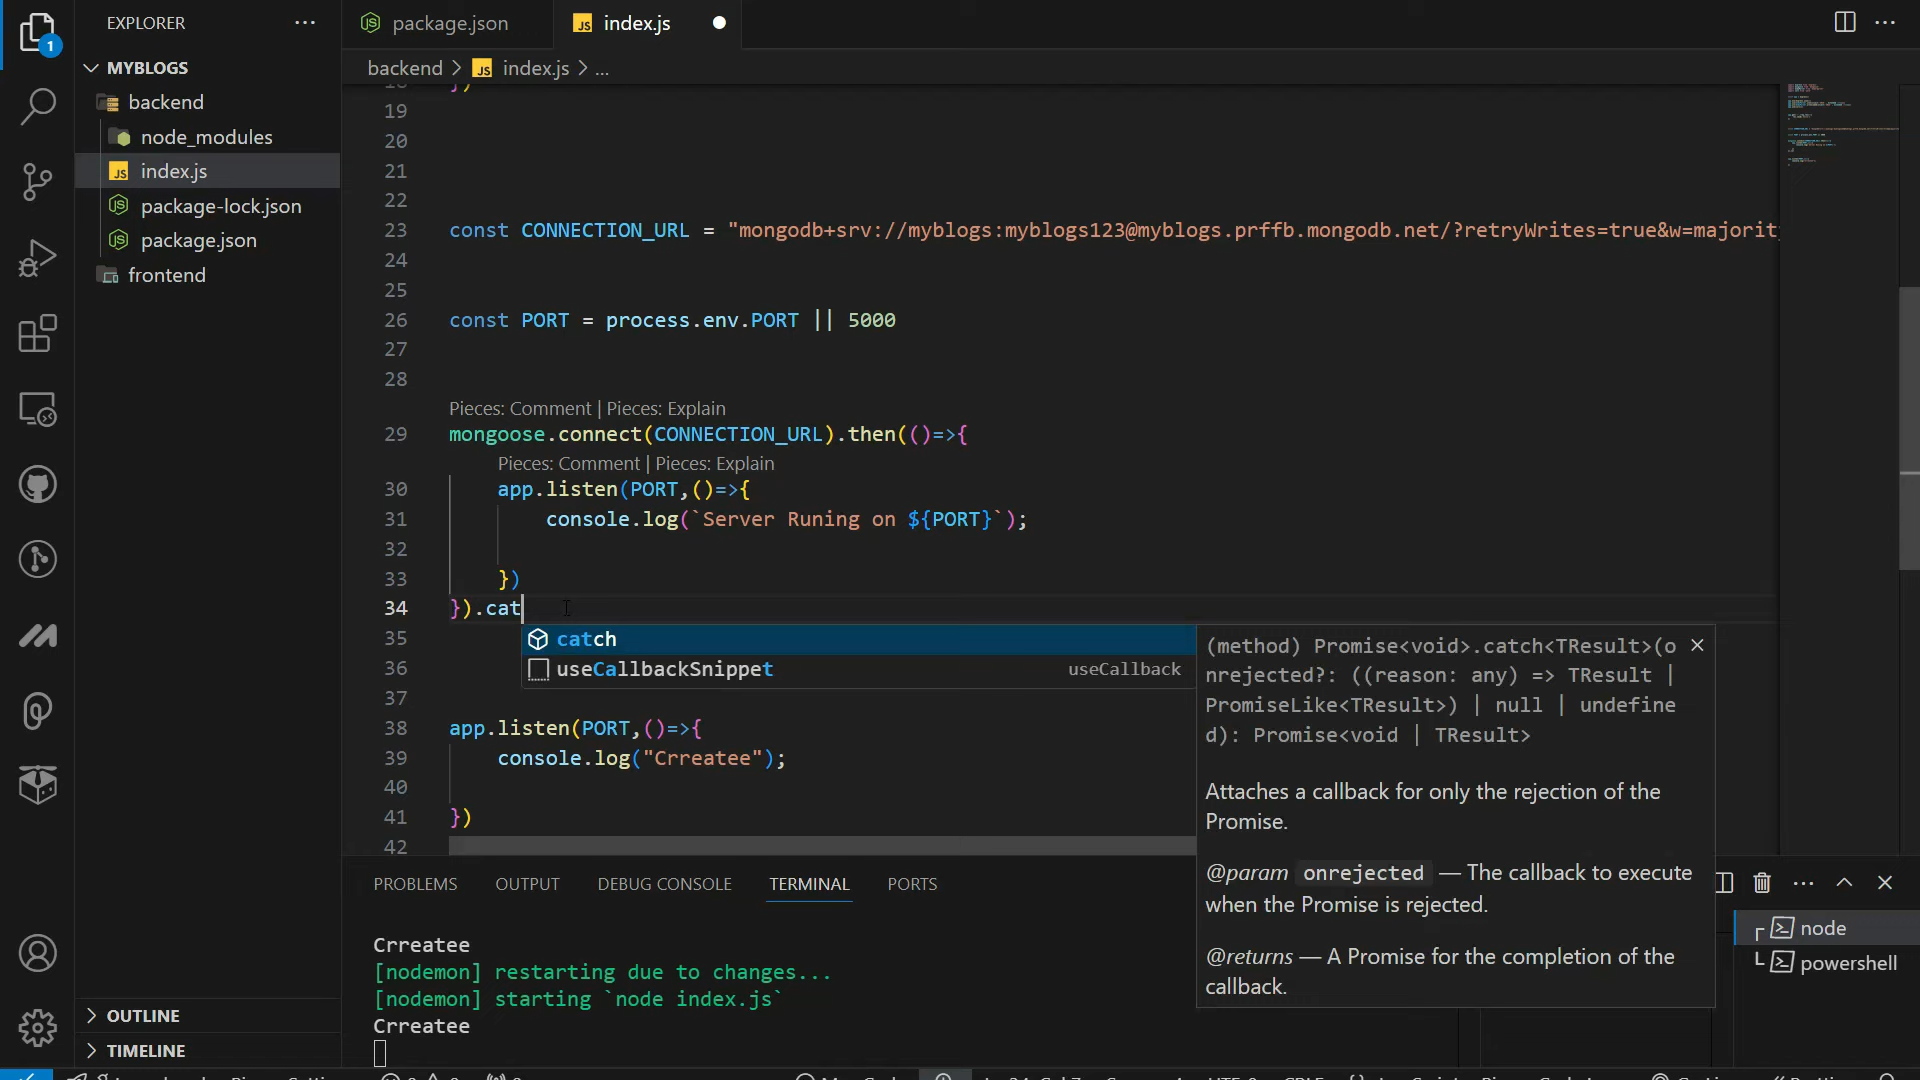 EXPLORER
MYBLOGS
backend
node_modules
index.js
package-lock.json
package.json
frontend
OUTLINE
TIMELINE
1
package.json
index.js
backend > index.js > ...
19
20
21
22
23 const CONNECTION_URL = "mongodb+srv://myblogs:myblogs123@myblogs.prffb.mongodb.net/?retryWrites=true&w=majorit
24
25
26 const PORT = process.env.PORT || 5000
27
28
Pieces: Comment | Pieces: Explain
29 mongoose.connect(CONNECTION_URL).then(()=>{
Pieces: Comment | Pieces: Explain
30 app.listen(PORT,()=>{
31 console.log(`Server Runing on ${PORT}`);
32
33 })
34 }).cat
35
36
37
38 app.listen(PORT,()=>{
39 console.log("Crreatee");
40
41 })
42
catch
useCallbackSnippet useCallback
(method) Promise<void>.catch<TResult>(o
nrejected?: ((reason: any) => TResult |
PromiseLike<TResult>) | null | undefine
d): Promise<void | TResult>
Attaches a callback for only the rejection of the
Promise.
@param onrejected — The callback to execute
when the Promise is rejected.
@returns — A Promise for the completion of the
callback.
PROBLEMS OUTPUT DEBUG CONSOLE TERMINAL PORTS
Crreatee
[nodemon] restarting due to changes...
[nodemon] starting `node index.js`
Crreatee
node
powershell